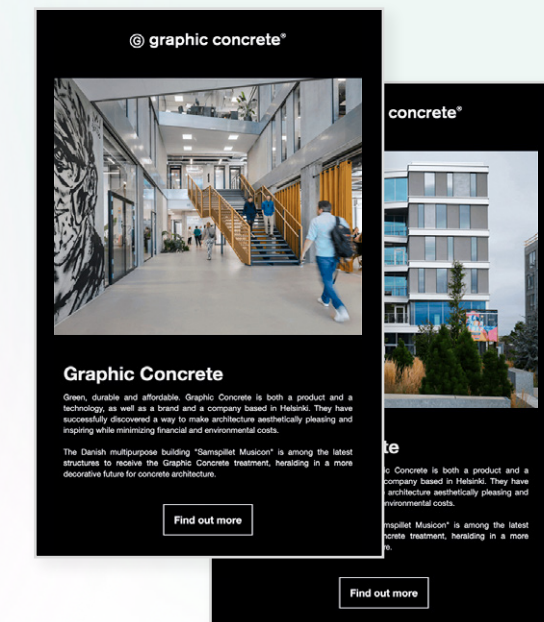 graphic concrete®
Graphic Concrete
Green, durable and affordable. Graphic Concrete is both a product and a
technology, as well as a brand and a company based in Helsinki. They have
successfully discovered a way to make architecture aesthetically pleasing and
inspiring while minimizing financial and environmental costs.
The Danish multipurpose building "Samspillet Musicon" is among the latest
structures to receive the Graphic Concrete treatment, heralding in a more
decorative future for concrete architecture.
Find out more
concrete®
te
ic Concrete is both a product and a
company based in Helsinki. They have
architecture aesthetically pleasing and
nvironmental costs.
mspillet Musicon" is among the latest
ncrete treatment, heralding in a more
re.
Find out more